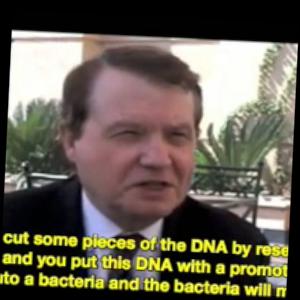 cut some pieces of the DNA by
and you put this DNA with a
a bacteria and the bacteria will